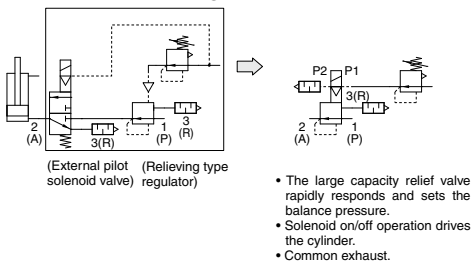 P2 P1
3(R)
2
(A)
1
(P)
3
(R)
3(R)
2
(A)
1
(P)
(External pilot
solenoid valve)
(Relieving type
regulator)
• The large capacity relief valve
rapidly responds and sets the
balance pressure.
• Solenoid on/off operation drives
the cylinder.
• Common exhaust.